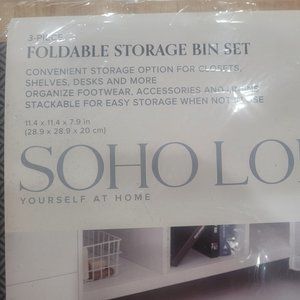 3-PIECE
FOLDABLE STORAGE BIN SET
CONVENIENT STORAGE OPTION FOR CLOSETS,
SHELVES, DESKS AND MORE
ORGANIZE FOOTWEAR, ACCESSORIES AND
STACKABLE FOR EASY STORAGE WHEN NOT
11.4 x 11.4 x 7.9 in
(28.9 x 28.9 x 20 cm)
SOHO LO
YOURSELF AT HOME